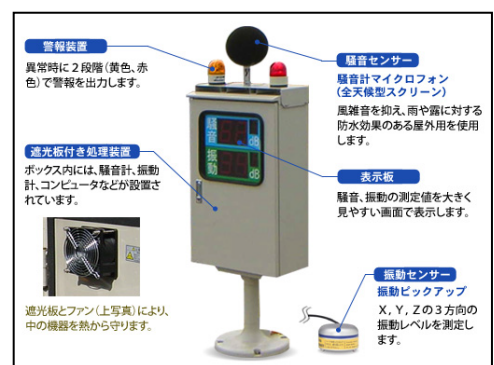 警報装置
異常時に2段階(黄色、赤
色)で警報を出力します。
騒音センサー
騒音計マイクロフォン
(全天候型スクリーン)
風雑音を抑え、雨や露に対する
防水効果のある屋外用を使用
します。
遮光板付き処理装置
ボックス内には、騒音計、振動
計、コンピュータなどが設置さ
れています。
騒音
dB
振動
dB
表示板
騒音、振動の測定値を大きく
見やすい画面で表示します。
遮光板とファン(上写真)により、
中の機器を熱から守ります。
振動センサー
振動ピックアップ
X, Y, Zの3方向の
振動レベルを測定し
ます。